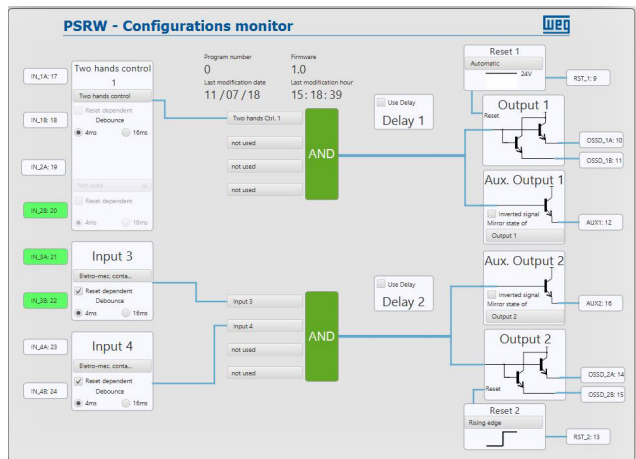 PSRW - Configurations monitor
weg
IN_1A: 17
IN_1B: 18
IN_2A: 19
IN_2B: 20
IN_3A: 21
IN_3B: 22
IN_4A: 23
IN_4B: 24
Two hands control
1
Two hands control
Reset dependent
Debounce
4ms
16ms
Not used
Reset dependent
4ms
16ms
Input 3
Eletro-mec. conta...
Reset dependent
Debounce
4ms
16ms
Input 4
Eletro-mec. conta...
Reset dependent
Debounce
4ms
16ms
Program number
0
Firmware
1.0
Last modification date
11 / 07 / 18
Last modification hour
15: 18: 39
Two hands Ctrl. 1
not used
not used
not used
AND
Input 3
Input 4
not used
not used
AND
Use Delay
Delay 1
Use Delay
Delay 2
Reset 1
Automatic
24V
RST_1: 9
Output 1
Reset
OSSD_1A: 10
OSSD_1B: 11
Aux. Output 1
Inverted signal
Mirror state of
Output 1
AUX1: 12
Aux. Output 2
Inverted signal
Mirror state of
Output 2
AUX2: 16
Output 2
Reset
OSSD_2A: 14
OSSD_2B: 15
Reset 2
Rising edge
RST_2: 13